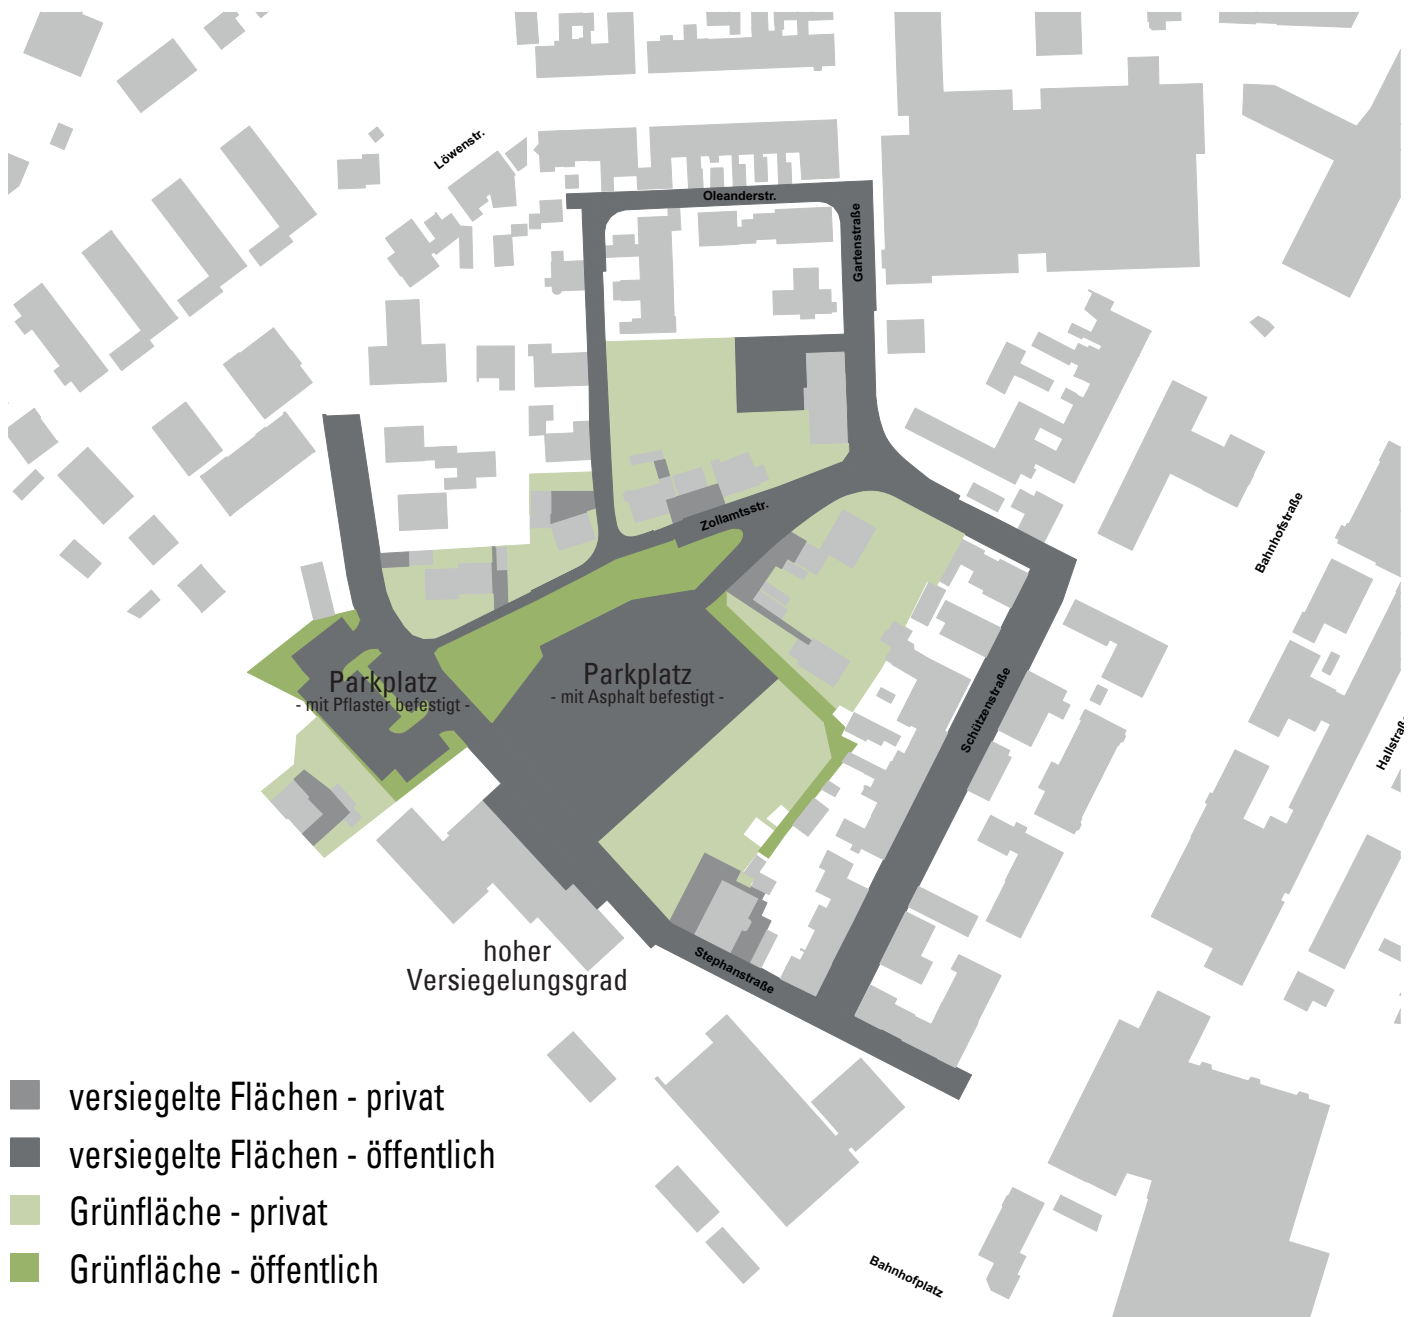 Löwenstr.
Oleanderstr.
Gartenstraße
Zollamtsstr.
Bahnhofstraße
Parkplatz
- mit Pflaster befestigt -
Parkplatz
- mit Asphalt befestigt -
Schützenstraße
Hallstraße
hoher
Versiegelungsgrad
Stephanstraße
versiegelte Flächen - privat
versiegelte Flächen - öffentlich
Grünfläche - privat
Grünfläche - öffentlich
Bahnhofplatz